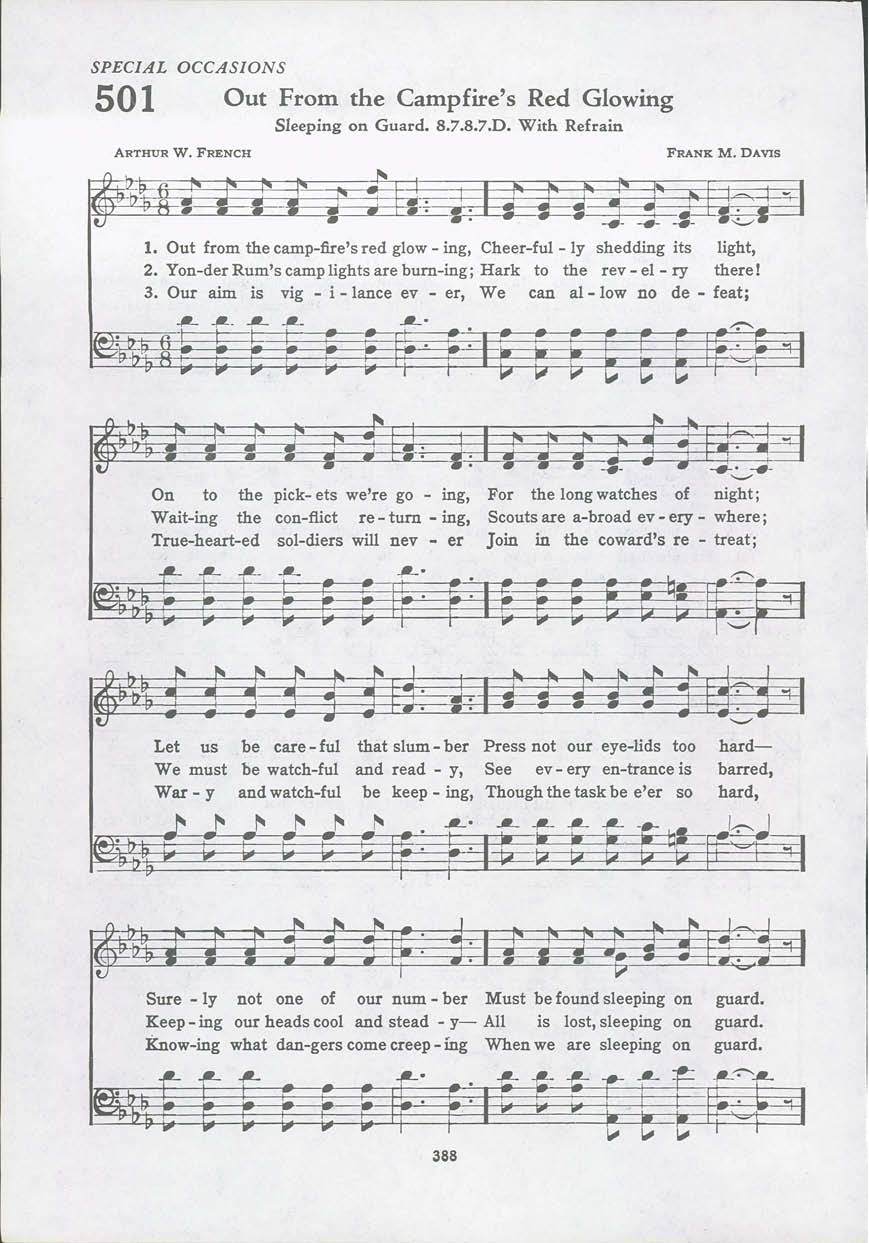 SPECIAL OCCASIONS
501 Out From the Campfire's Red Glowing
Sleeping on Guard. 8.7.8.7.D. With Refrain
ARTHUR W. FRENCH FRANK M. DAVIS
1. Out from the camp-fire's red glow - ing, Cheer-ful - ly shedding its light,
2. Yon-der Rum's camp lights are burn-ing; Hark to the rev - el - ry there!
3. Our aim is vig - i - lance ev - er, We can al - low no de - feat;
On to the pick- ets we're go - ing, For the long watches of night;
Wait-ing the con-flict re - turn - ing, Scouts are a-broad ev - ery - where;
True-heart-ed sol-diers will nev - er Join in the coward's re - treat;
Let us be care - ful that slum - ber Press not our eye-lids too hard—
We must be watch-ful and read - y, See ev - ery en-trance is barred,
War - y and watch-ful be keep - ing, Though the task be e'er so hard,
Sure - ly not one of our num - ber Must be found sleeping on guard.
Keep - ing our heads cool and stead - y— All is lost, sleeping on guard.
Know-ing what dan-gers come creep - ing When we are sleeping on guard.
388